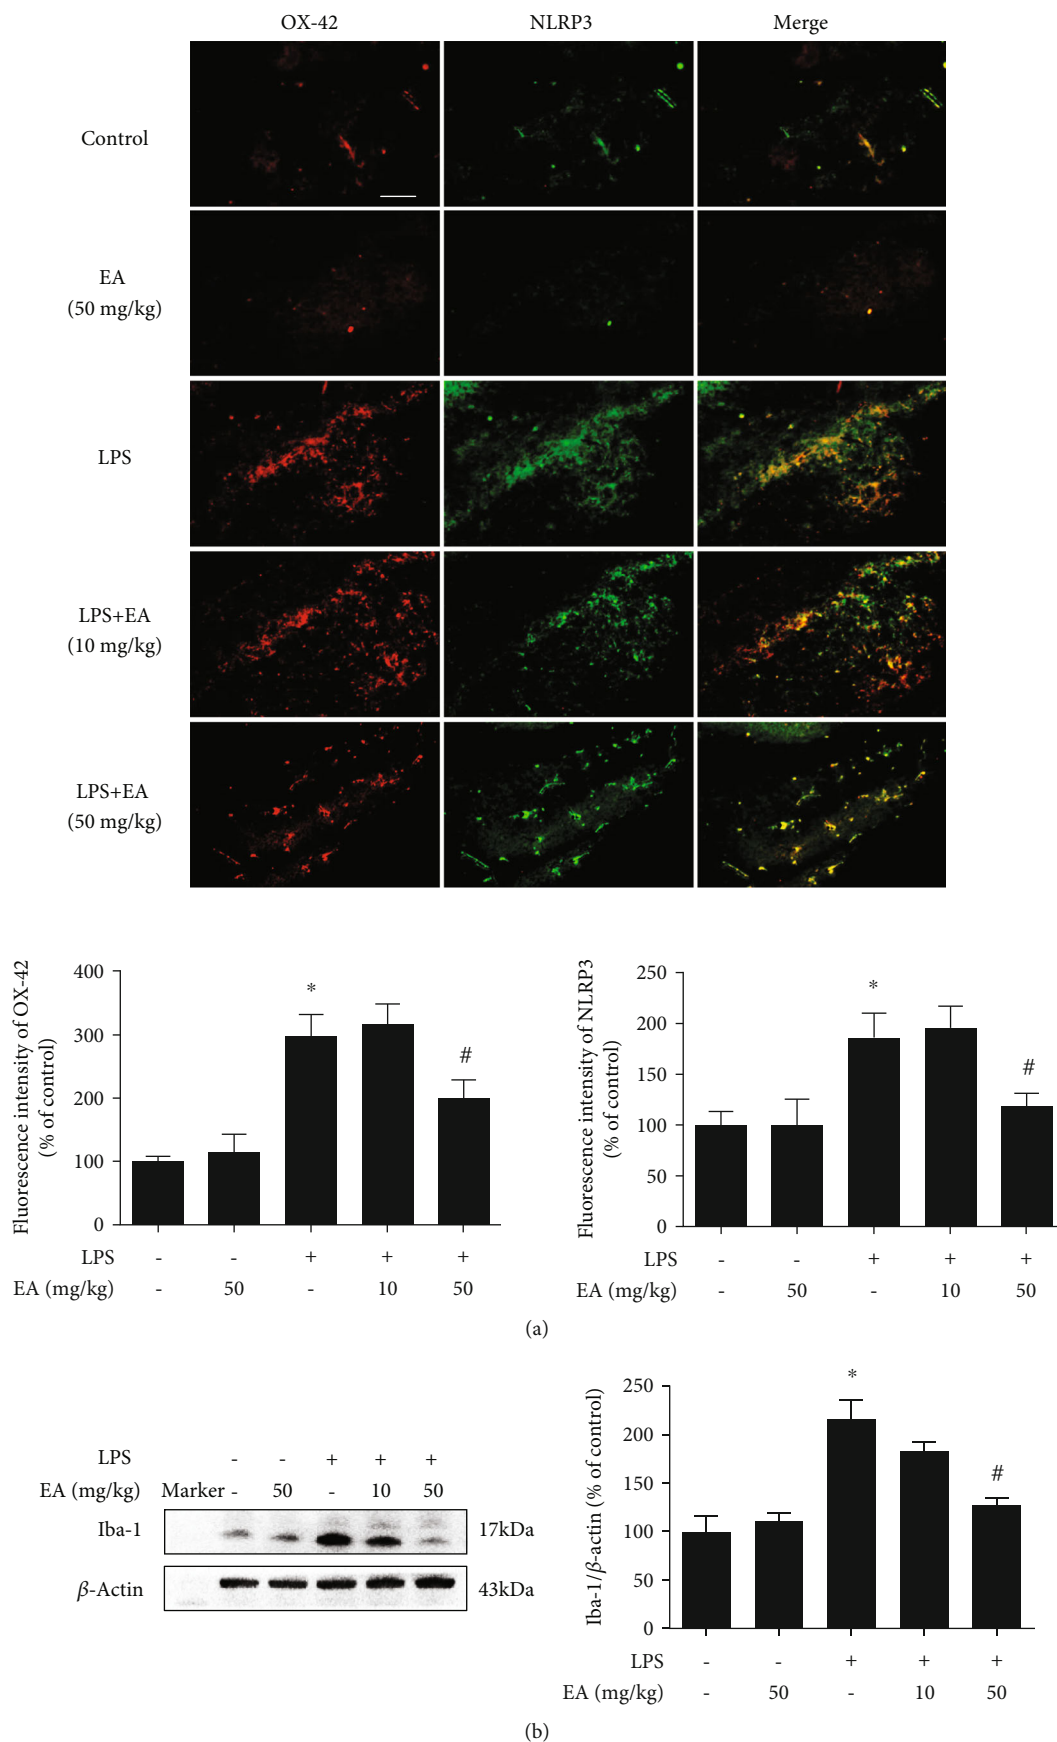 OX-42 NLRP3 Merge
Control
EA
(50 mg/kg)
LPS
LPS+EA
(10 mg/kg)
LPS+EA
(50 mg/kg)
Fluorescence intensity of OX-42
(% of control)
400
300
200
100
0
* #
LPS - - + + +
EA (mg/kg) - 50 - 10 50
Fluorescence intensity of NLRP3
(% of control)
250
200
150
100
50
0
* #
LPS - - + + +
EA (mg/kg) - 50 - 10 50
(a)
LPS - - + + +
EA (mg/kg) Marker - 50 - 10 50
Iba-1 17kDa
β-Actin 43kDa
Iba-1/β-actin (% of control)
250
200
150
100
50
0
* #
LPS - - + + +
EA (mg/kg) - 50 - 10 50
(b)